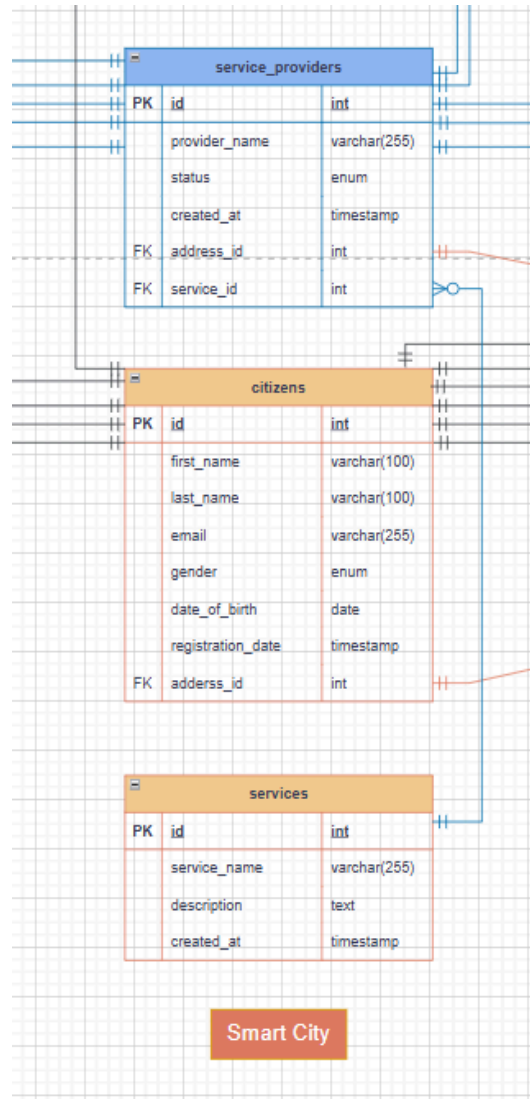 service_providers
PK id int
provider_name varchar(255)
status enum
created_at timestamp
FK address_id int
FK service_id int
citizens
PK id int
first_name varchar(100)
last_name varchar(100)
email varchar(255)
gender enum
date_of_birth date
registration_date timestamp
FK adderss_id int
services
PK id int
service_name varchar(255)
description text
created_at timestamp
Smart City